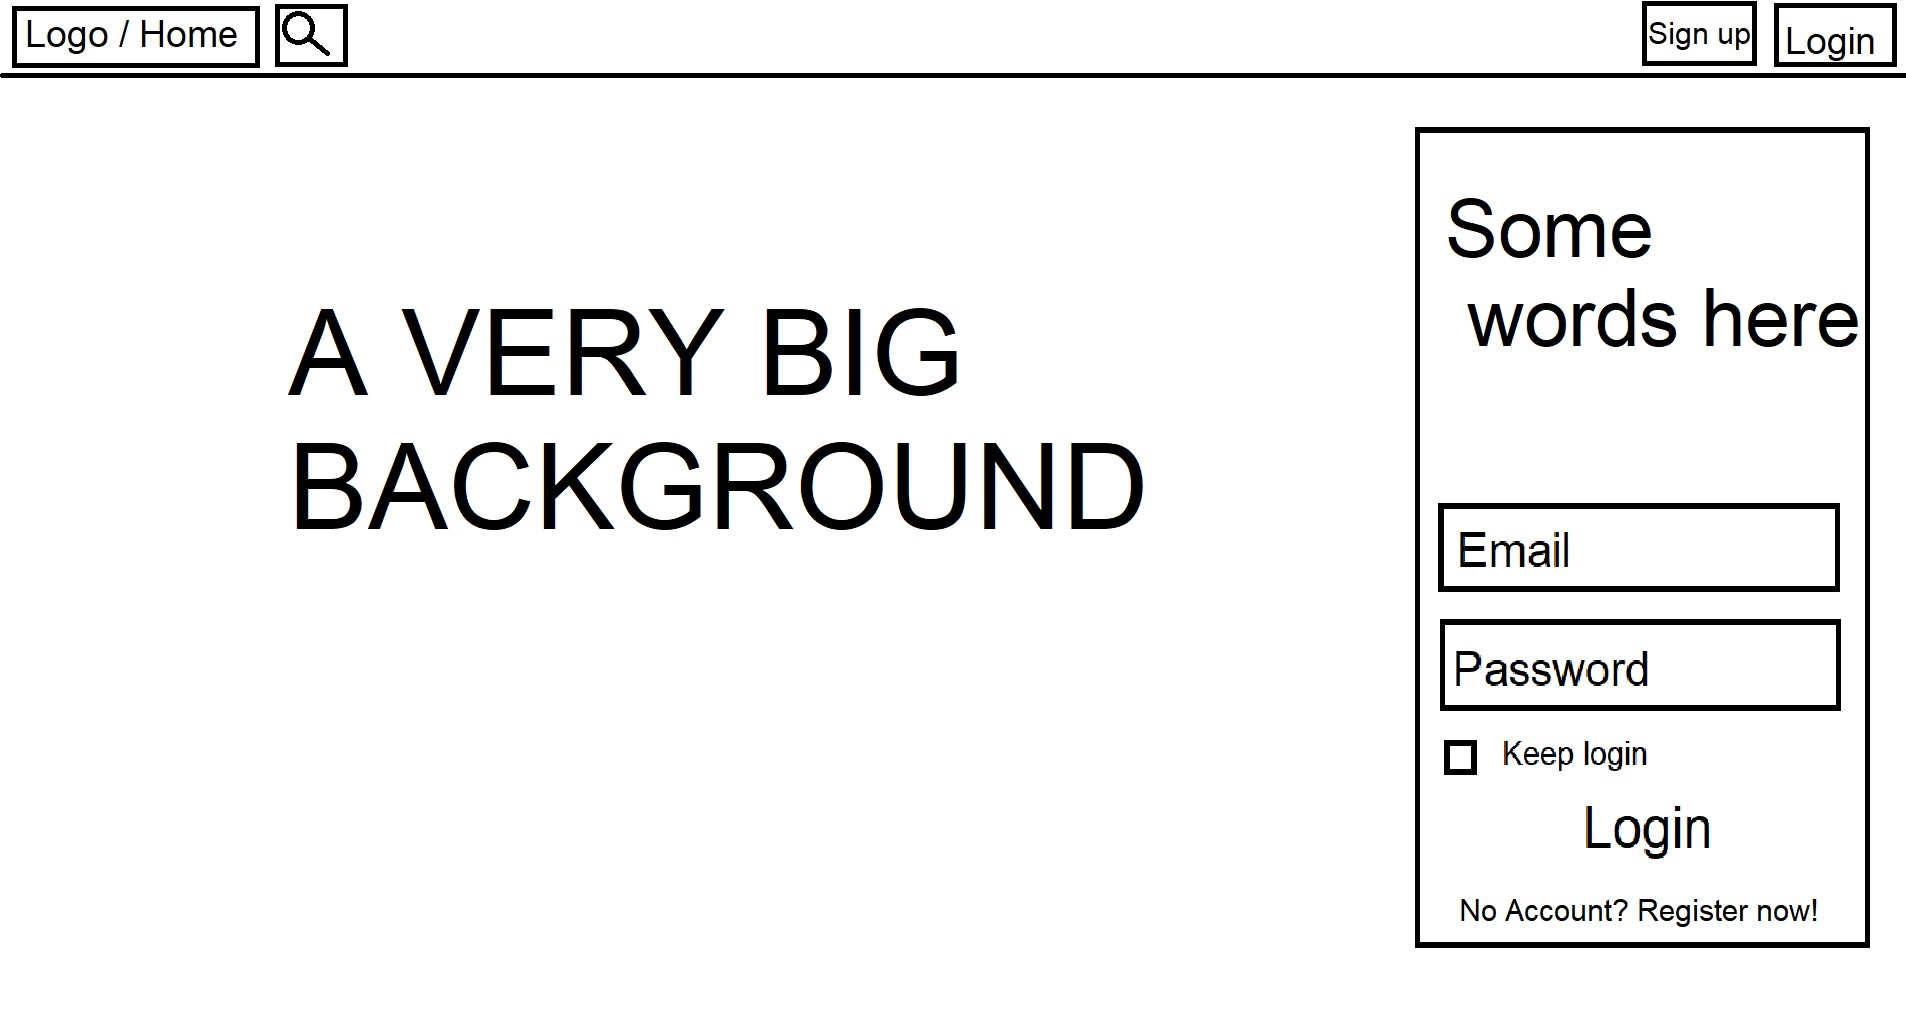 Logo / Home
Sign up
Login
A VERY BIG
BACKGROUND
Some
words here
Email
Password
Keep login
Login
No Account? Register now!